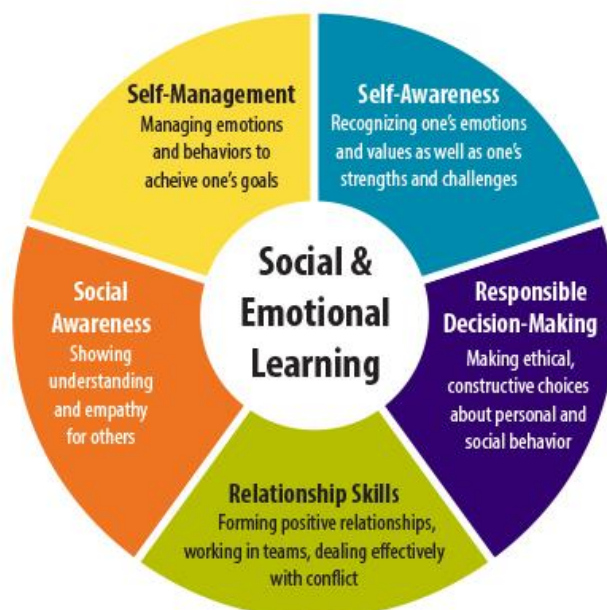 Self-Management
Managing emotions
and behaviors to
acheive one's goals
Self-Awareness
Recognizing one's emotions
and values as well as one's
strengths and challenges
Social &
Emotional
Learning
Social
Awareness
Showing
understanding
and empathy
for others
Responsible
Decision-Making
Making ethical,
constructive choices
about personal and
social behavior
Relationship Skills
Forming positive relationships,
working in teams, dealing effectively
with conflict